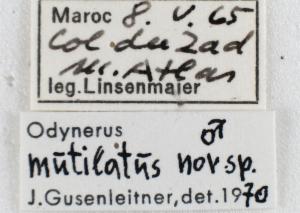 Maroc 8. V. 65
Col du Zad
M. Atlas
leg. Linsenmaier
Odynerus ♂
mutilatus nov sp.
J. Gusenleitner, det. 1970